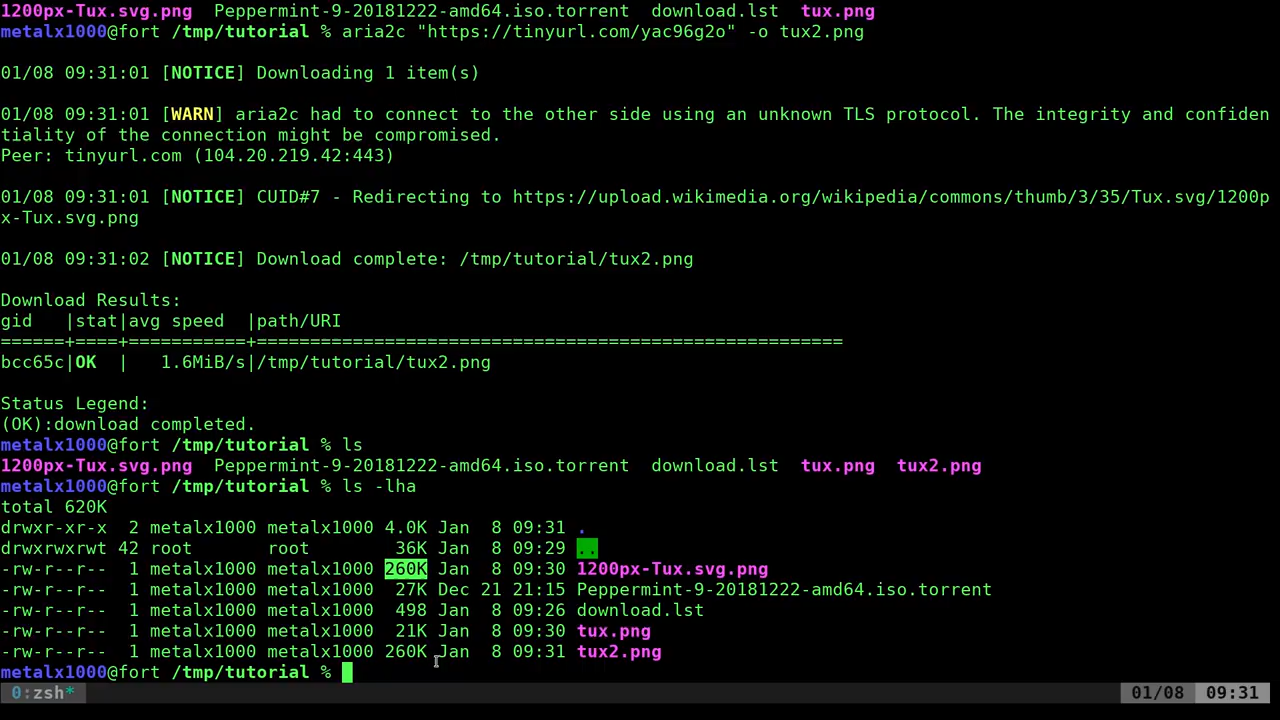 1200px-Tux.svg.png  Peppermint-9-20181222-amd64.iso.torrent  download.lst  tux.png
metalx1000@fort /tmp/tutorial % aria2c "https://tinyurl.com/yac96g2o" -o tux2.png
01/08 09:31:01 [NOTICE] Downloading 1 item(s)
01/08 09:31:01 [WARN] aria2c had to connect to the other side using an unknown TLS protocol. The integrity and confiden
tiality of the connection might be compromised.
Peer: tinyurl.com (104.20.219.42:443)
01/08 09:31:01 [NOTICE] CUID#7 - Redirecting to https://upload.wikimedia.org/wikipedia/commons/thumb/3/35/Tux.svg/1200p
x-Tux.svg.png
01/08 09:31:02 [NOTICE] Download complete: /tmp/tutorial/tux2.png
Download Results:
gid   |stat|avg speed  |path/URI
======+====+===========+=======================================================
bcc65c|OK  |   1.6MiB/s|/tmp/tutorial/tux2.png
Status Legend:
(OK):download completed.
metalx1000@fort /tmp/tutorial % ls
1200px-Tux.svg.png  Peppermint-9-20181222-amd64.iso.torrent  download.lst  tux.png  tux2.png
metalx1000@fort /tmp/tutorial % ls -lha
total 620K
drwxr-xr-x  2 metalx1000 metalx1000 4.0K Jan  8 09:31 .
drwxrwxrwt 42 root       root        36K Jan  8 09:29 ..
-rw-r--r--  1 metalx1000 metalx1000 260K Jan  8 09:30 1200px-Tux.svg.png
-rw-r--r--  1 metalx1000 metalx1000  27K Dec 21 21:15 Peppermint-9-20181222-amd64.iso.torrent
-rw-r--r--  1 metalx1000 metalx1000  498 Jan  8 09:26 download.lst
-rw-r--r--  1 metalx1000 metalx1000  21K Jan  8 09:30 tux.png
-rw-r--r--  1 metalx1000 metalx1000 260K Jan  8 09:31 tux2.png
metalx1000@fort /tmp/tutorial %
0:zsh*  01/08  09:31